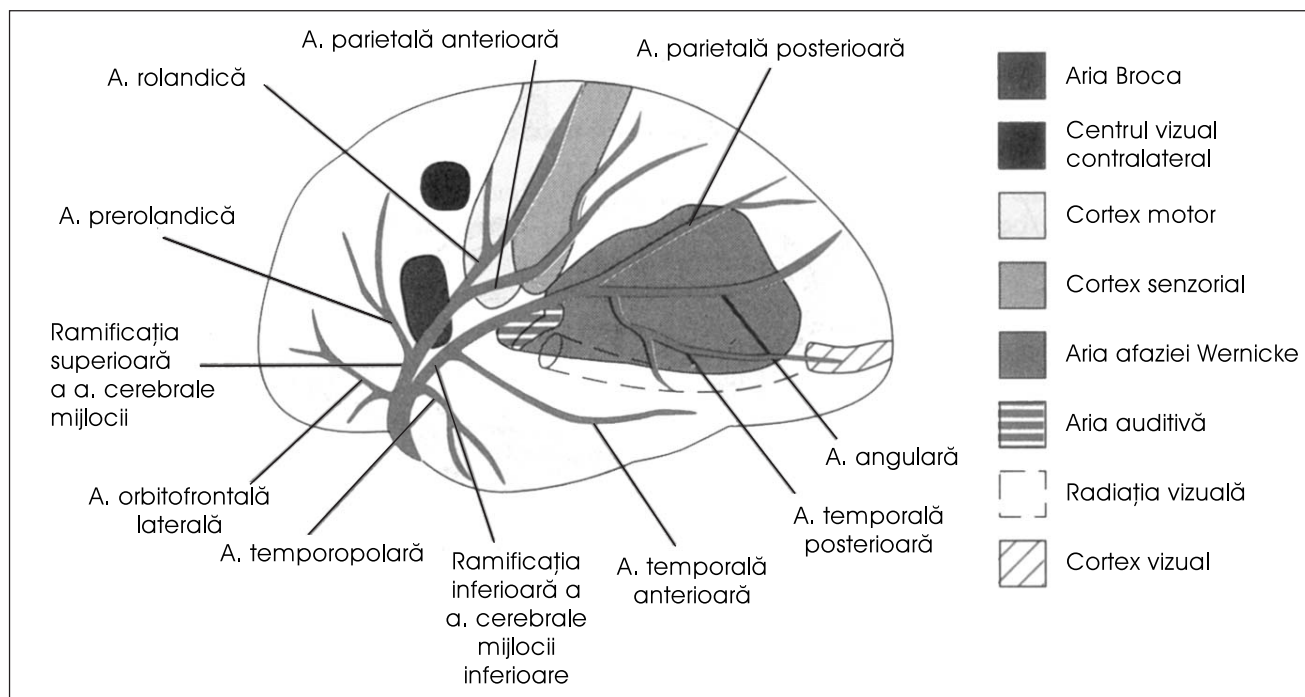 A. parietală anterioară
A. parietală posterioară
A. rolandică
A. prerolandică
Ramificația
superioară
a a. cerebrale
mijlocii
A. orbitofrontală
laterală
A. temporopolară
Ramificația
inferioară a
a. cerebrale
mijlocii
inferioare
A. temporală
anterioară
A. temporală
posterioară
A. angulară
Aria Broca
Centrul vizual
contralateral
Cortex motor
Cortex senzorial
Aria afaziei Wernicke
Aria auditivă
Radiația vizuală
Cortex vizual